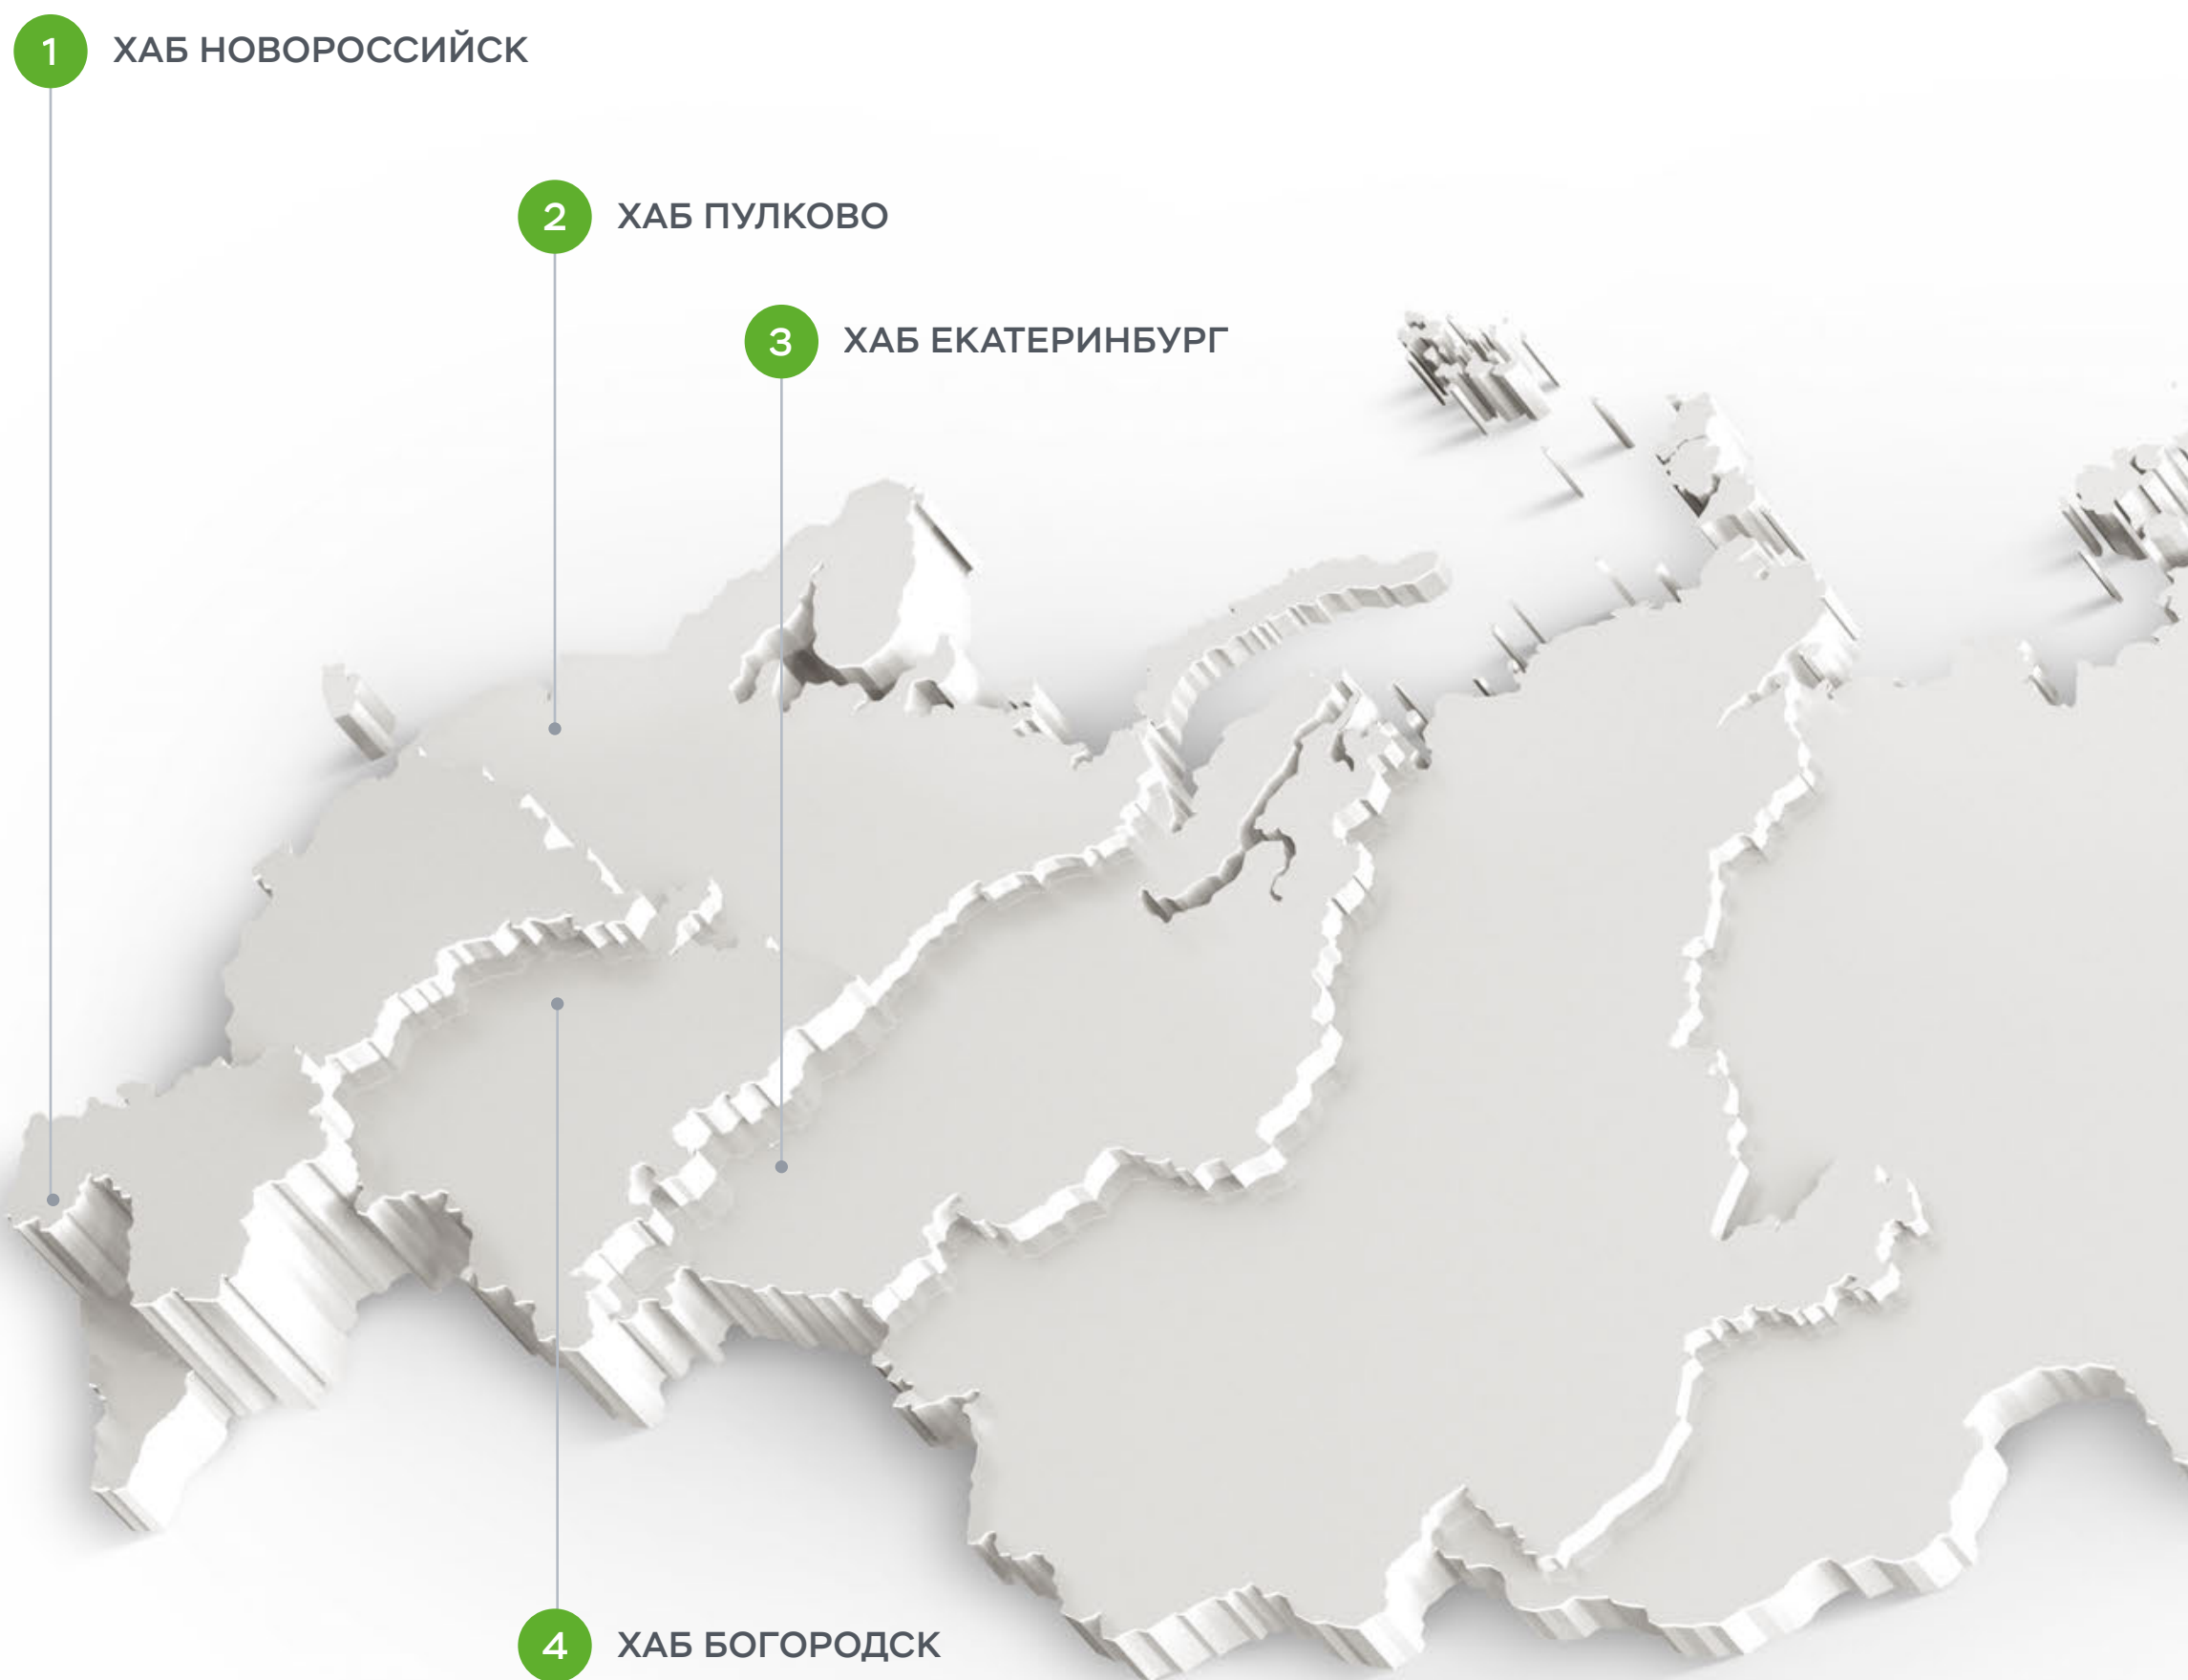 1 ХАБ НОВОРОССИЙСК
2 ХАБ ПУЛКОВО
3 ХАБ ЕКАТЕРИНБУРГ
4 ХАБ БОГОРОДСК